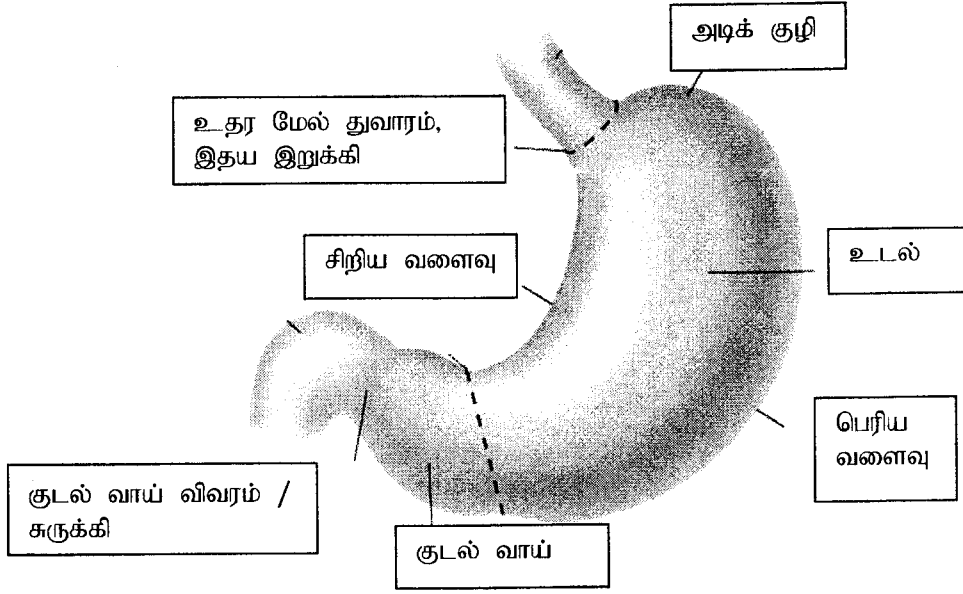 அடிக் குழி
உதர மேல் துவாரம்,
இதய இறுக்கி
சிறிய வளைவு
உடல்
பெரிய
வளைவு
குடல் வாய் விவரம் /
சுருக்கி
குடல் வாய்